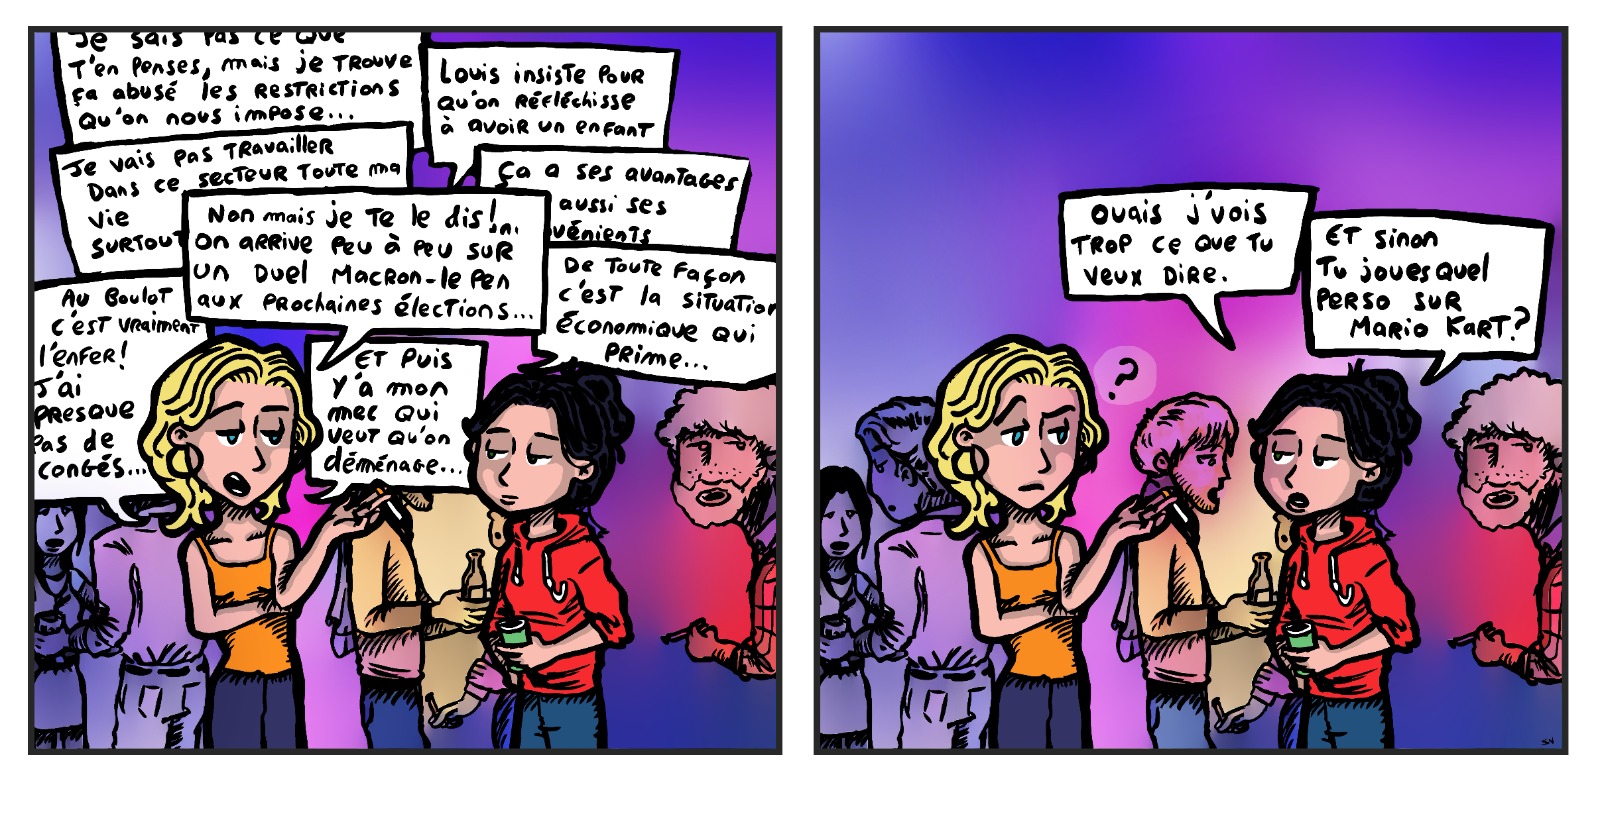 Je sais pas ce que
t'en penses, mais je trouve
ça abusé les restrictions
qu'on nous impose...
Louis insiste pour
qu'on réfléchisse
à avoir un enfant
Je vais pas travailler
dans ce secteur toute ma
vie
surtout
ça a ses avantages
aussi ses
Non mais je te le dis!
on arrive peu à peu sur
un duel Macron-le Pen
aux prochaines élections...
De toute façon
c'est la situation
économique qui
prime...
Au boulot
c'est vraiment
l'enfer!
J'ai
presque
pas de
congés...
Et puis
y'a mon
mec qui
veut qu'on
déménage...
Ouais j'vois
trop ce que tu
veux dire.
?
Et sinon
tu joues quel
perso sur
Mario Kart?
SV